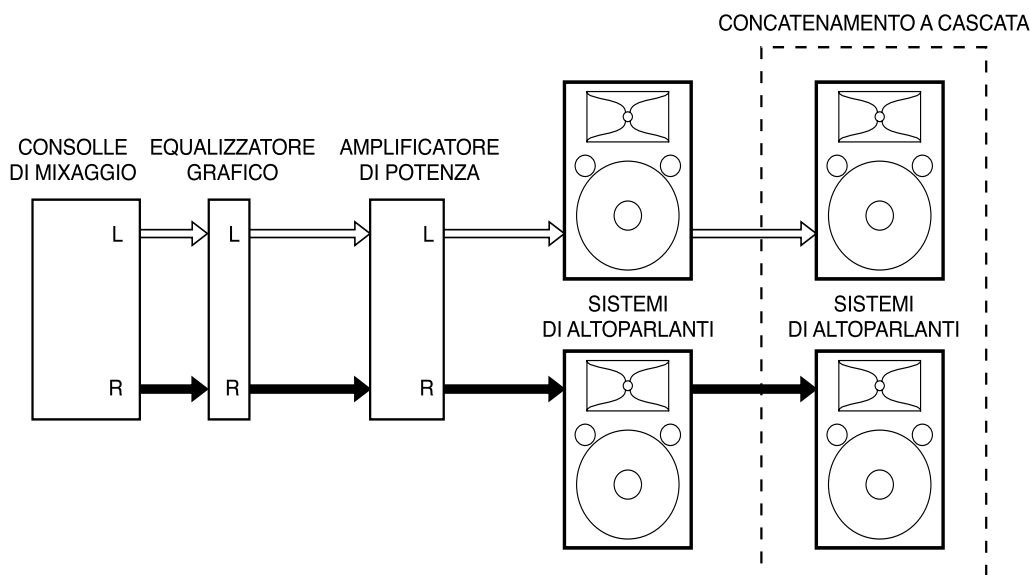 CONCATENAMENTO A CASCATA
CONSOLLE
DI MIXAGGIO
EQUALIZZATORE
GRAFICO
AMPLIFICATORE
DI POTENZA
L
L
L
SISTEMI
DI ALTOPARLANTI
SISTEMI
DI ALTOPARLANTI
R
R
R